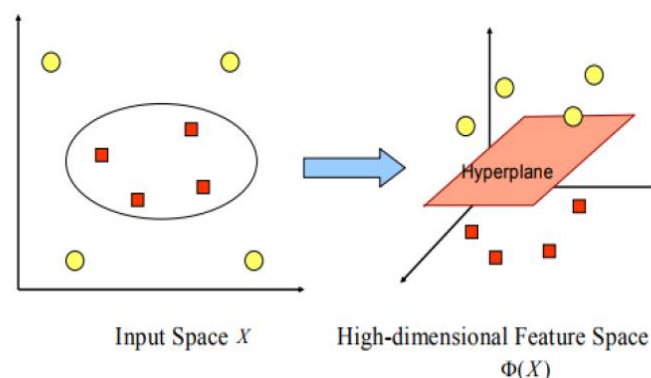 Hyperplane
Input Space X
High-dimensional Feature Space
Φ(X)